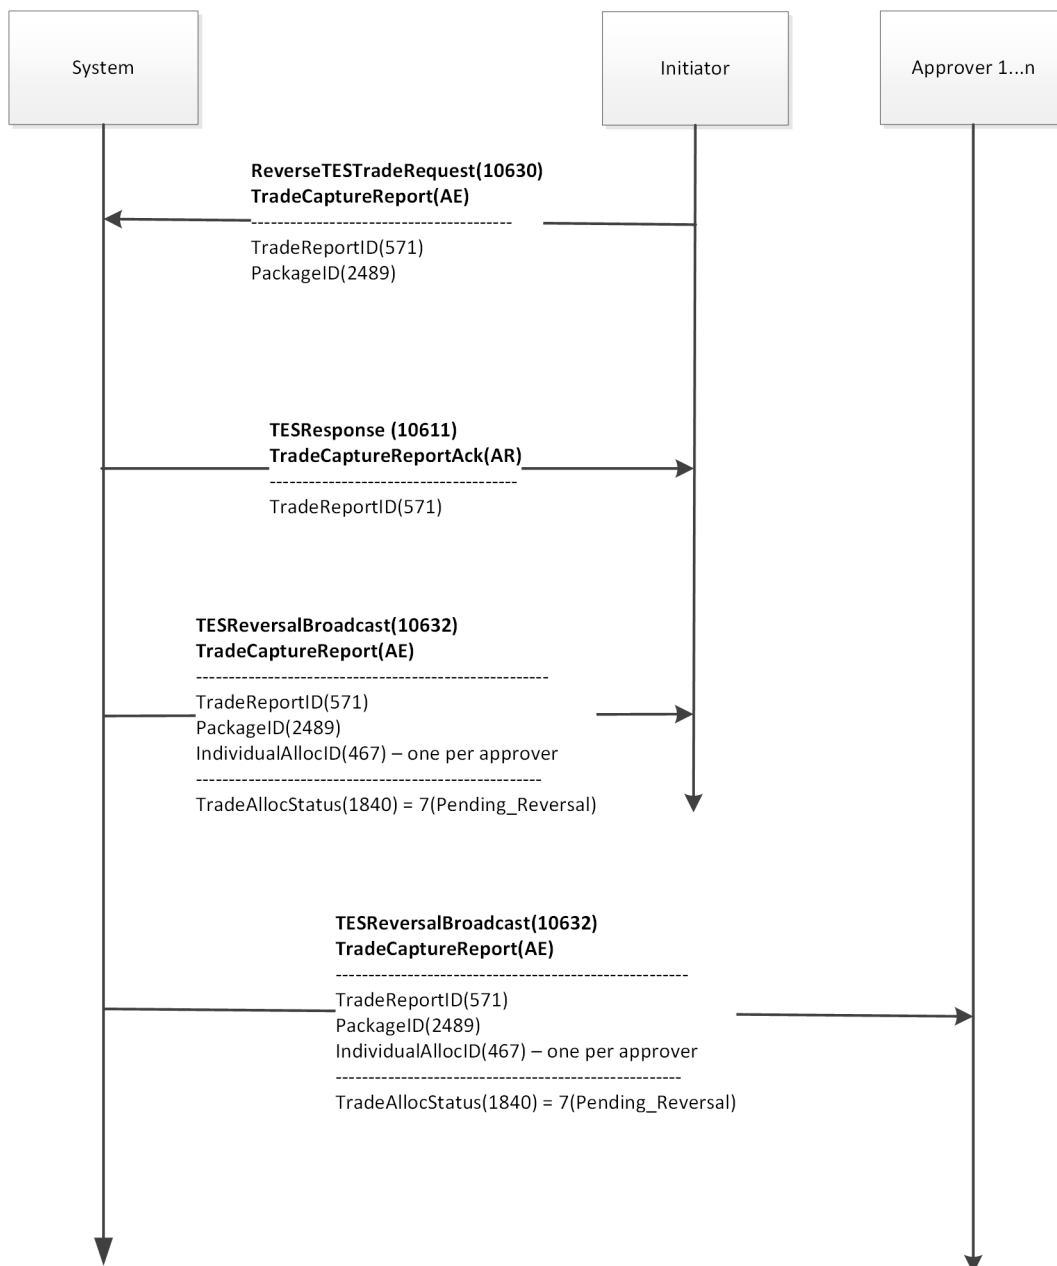 System
Initiator
Approver 1...n
ReverseTESTradeRequest(10630)
TradeCaptureReport(AE)
----------------------------------------
TradeReportID(571)
PackageID(2489)
TESResponse (10611)
TradeCaptureReportAck(AR)
--------------------------------------
TradeReportID(571)
TESReversalBroadcast(10632)
TradeCaptureReport(AE)
------------------------------------------------------
TradeReportID(571)
PackageID(2489)
IndividualAllocID(467) – one per approver
-----------------------------------------------------
TradeAllocStatus(1840) = 7(Pending_Reversal)
TESReversalBroadcast(10632)
TradeCaptureReport(AE)
------------------------------------------------------
TradeReportID(571)
PackageID(2489)
IndividualAllocID(467) – one per approver
-----------------------------------------------------
TradeAllocStatus(1840) = 7(Pending_Reversal)